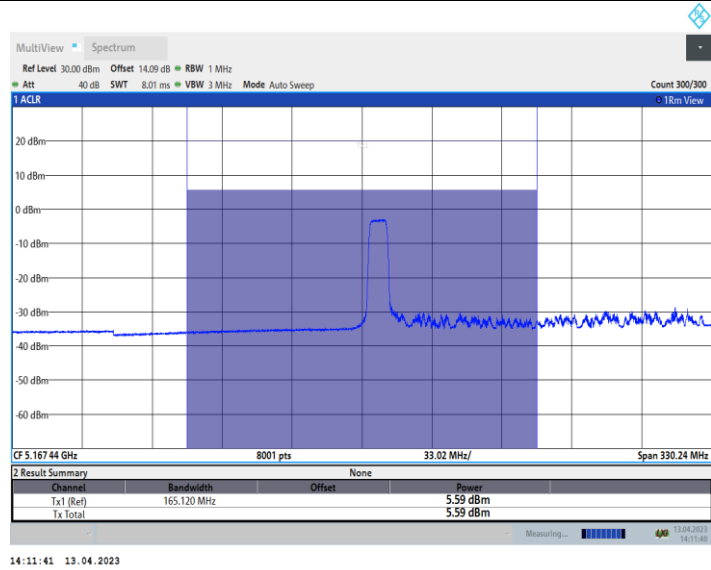 R&S
MultiView Spectrum
Ref Level 30.00 dBm Offset 14.09 dB RBW 1 MHz
Att 40 dB SWT 8.01 ms VBW 3 MHz Mode Auto Sweep Count 300/300
1 ACLR 1Rm View
20 dBm
10 dBm
0 dBm
-10 dBm
-20 dBm
-30 dBm
-40 dBm
-50 dBm
-60 dBm
CF 5.167 44 GHz 8001 pts 33.02 MHz/ Span 330.24 MHz
2 Result Summary None
Channel Bandwidth Offset Power
Tx1 (Ref) 165.120 MHz 5.59 dBm
Tx Total 5.59 dBm
Measuring... 13.04.2023
14:11:40
14:11:41 13.04.2023